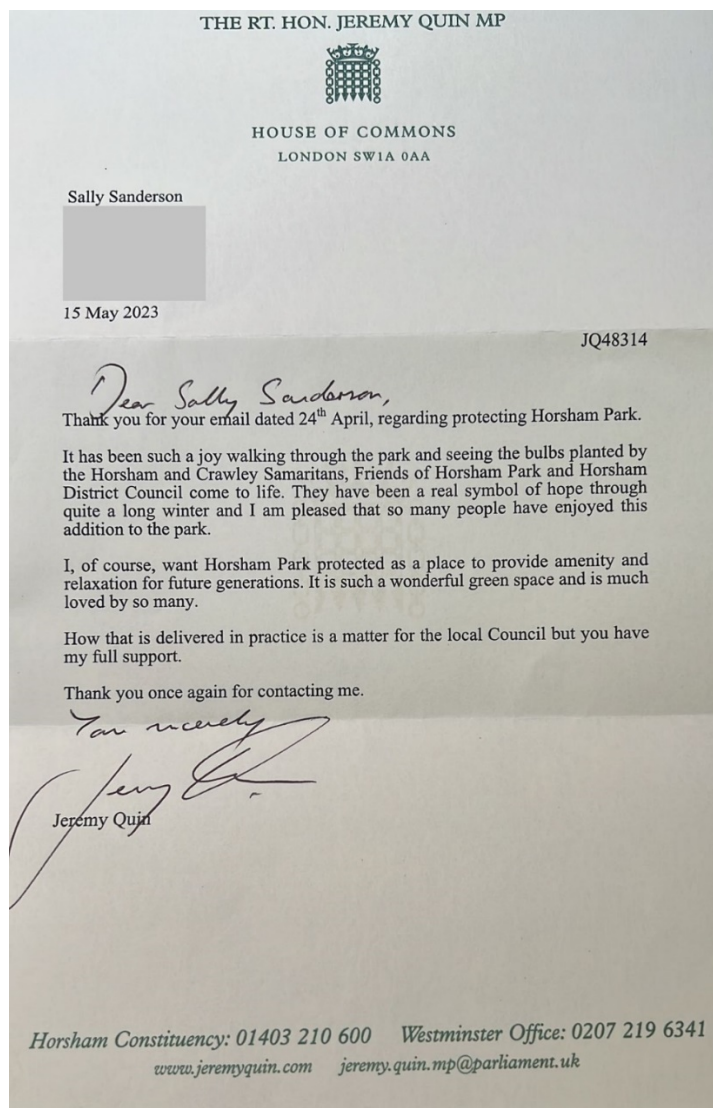 THE RT. HON. JEREMY QUIN MP
HOUSE OF COMMONS
LONDON SW1A 0AA
Sally Sanderson
15 May 2023
JQ48314
Dear Sally Sanderson,
Thank you for your email dated 24th April, regarding protecting Horsham Park.
It has been such a joy walking through the park and seeing the bulbs planted by
the Horsham and Crawley Samaritans, Friends of Horsham Park and Horsham
District Council come to life. They have been a real symbol of hope through
quite a long winter and I am pleased that so many people have enjoyed this
addition to the park.
I, of course, want Horsham Park protected as a place to provide amenity and
relaxation for future generations. It is such a wonderful green space and is much
loved by so many.
How that is delivered in practice is a matter for the local Council but you have
my full support.
Thank you once again for contacting me.
sincerely
Jeremy Quin
Horsham Constituency: 01403 210 600 Westminster Office: 0207 219 6341
www.jeremyquin.com jeremy.quin.mp@parliament.uk